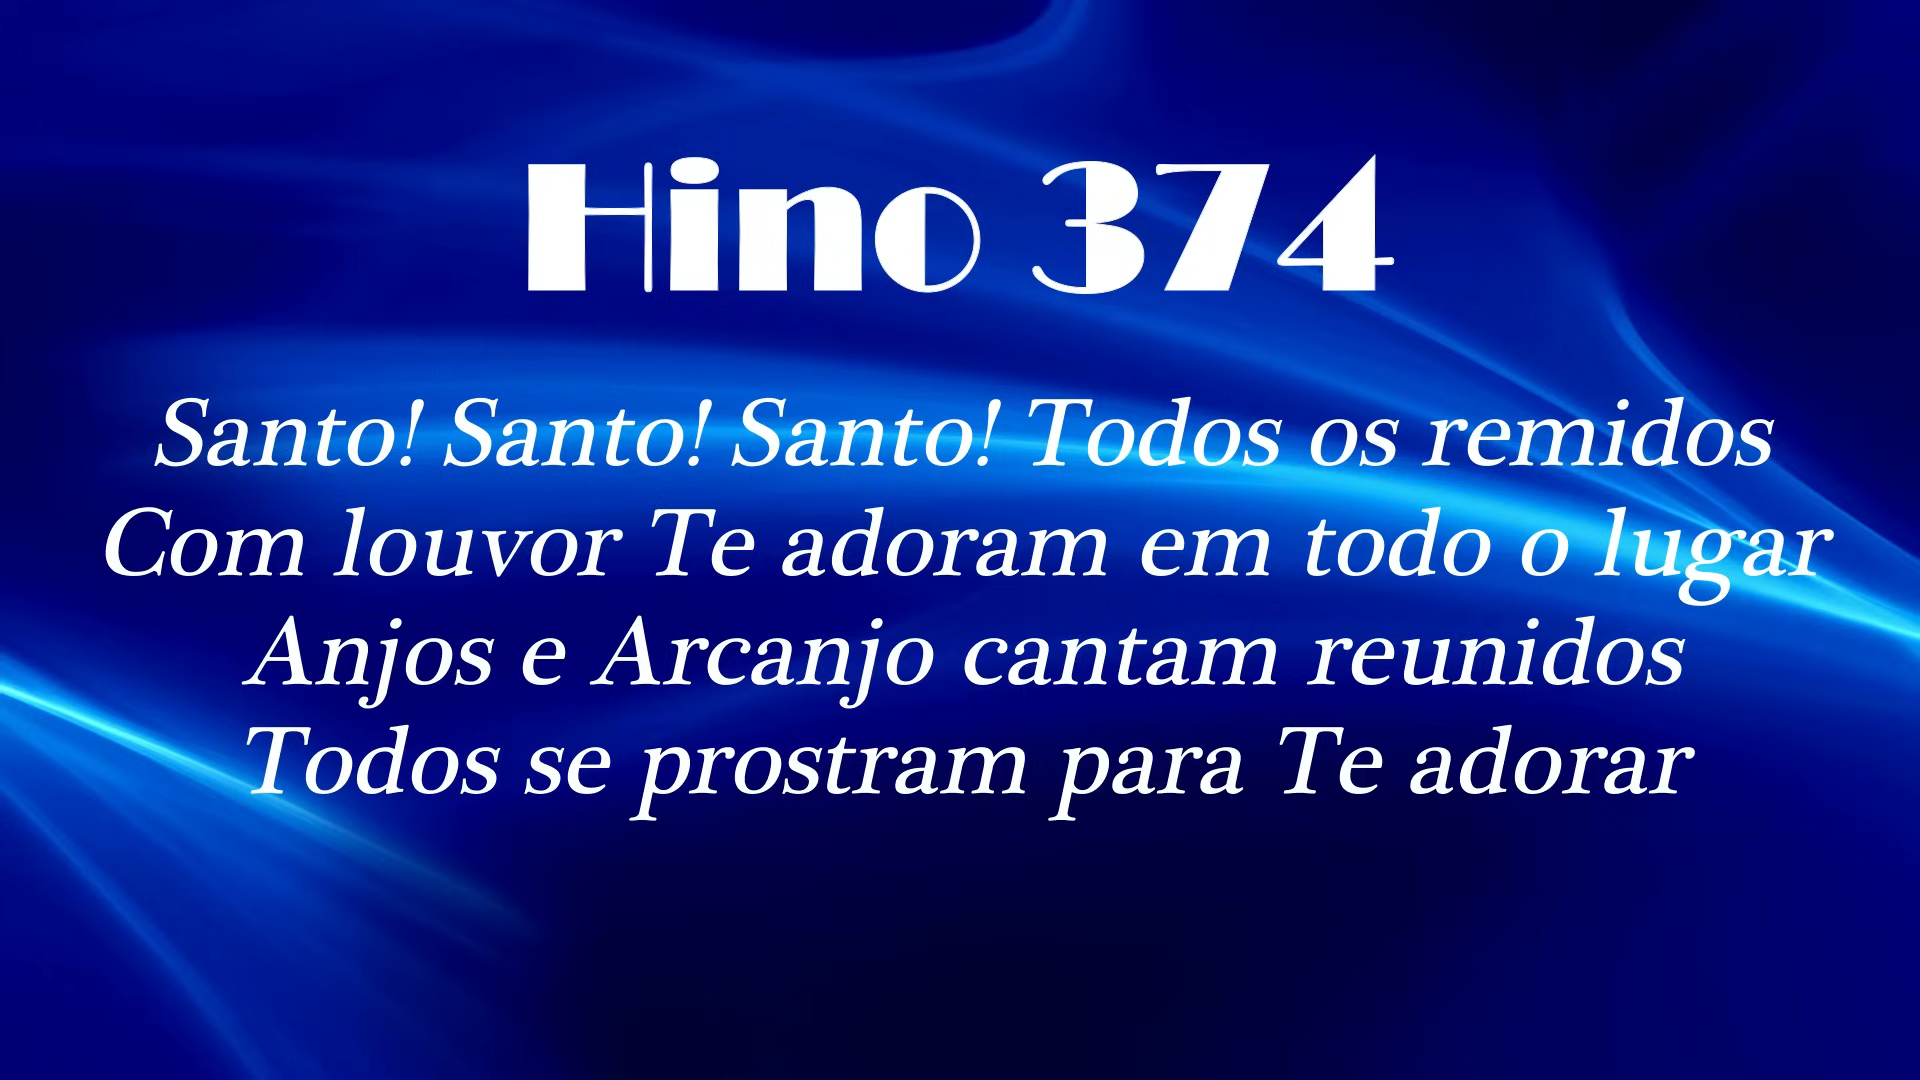 Hino 374
Santo! Santo! Santo! Todos os remidos
Com louvor Te adoram em todo o lugar
Anjos e Arcanjo cantam reunidos
Todos se prostram para Te adorar